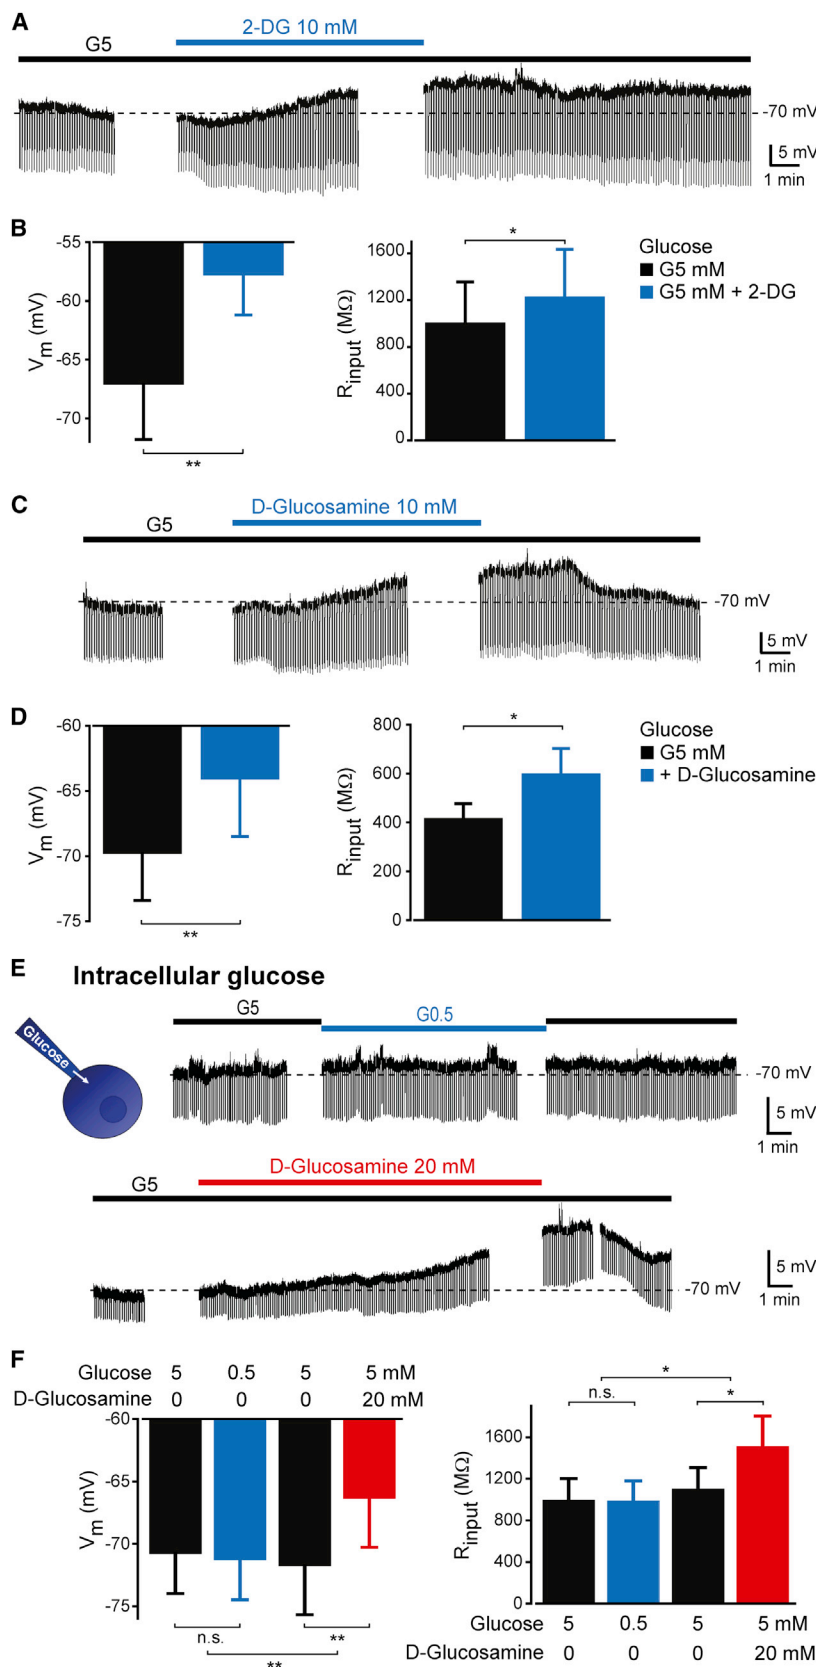 A
2-DG 10 mM
G5
-70 mV
5 mV
1 min
B
-55
-60
-65
-70
Vm (mV)
**
1600
1200
800
400
0
Rinput (MΩ)
*
Glucose
G5 mM
G5 mM + 2-DG
C
D-Glucosamine 10 mM
G5
-70 mV
5 mV
1 min
D
-60
-65
-70
-75
Vm (mV)
**
800
600
400
200
0
Rinput (MΩ)
*
Glucose
G5 mM
+ D-Glucosamine
E
Intracellular glucose
Glucose
G5
G0.5
-70 mV
5 mV
1 min
D-Glucosamine 20 mM
G5
-70 mV
5 mV
1 min
F
Glucose 5 0.5 5 5 mM
D-Glucosamine 0 0 0 20 mM
-60
-65
-70
-75
Vm (mV)
n.s.
**
**
*
n.s.
*
1600
1200
800
400
0
Rinput (MΩ)
Glucose 5 0.5 5 5 mM
D-Glucosamine 0 0 0 20 mM